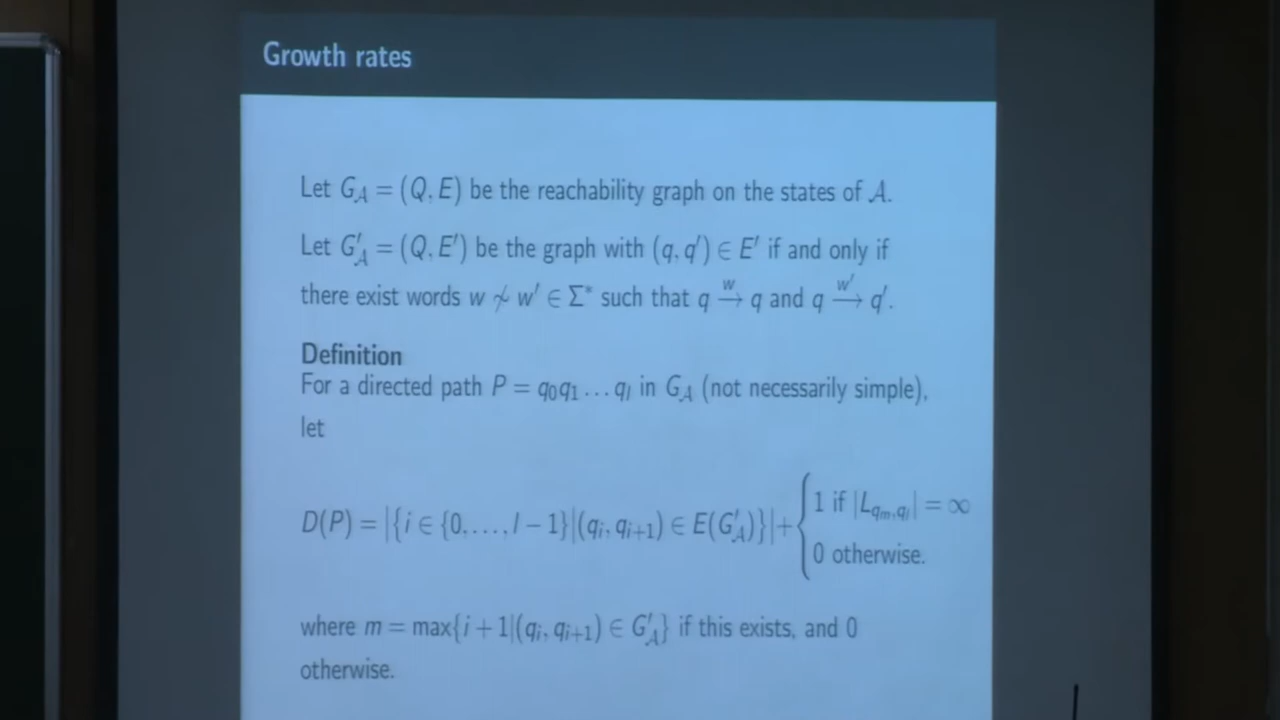 Growth rates
Let G_𝒜 = (Q, E) be the reachability graph on the states of 𝒜.
Let G′_𝒜 = (Q, E′) be the graph with (q, q′) ∈ E′ if and only if
there exist words w ≁ w′ ∈ Σ* such that q →^w q and q →^w′ q′.
Definition
For a directed path P = q₀q₁ … q_l in G_𝒜 (not necessarily simple),
let
D(P) = |{i ∈ {0, …, l − 1}|(q_i, q_{i+1}) ∈ E(G′_𝒜)}| + { 1 if |L_{q_m,q_l}| = ∞
0 otherwise.
where m = max{i + 1|(q_i, q_{i+1}) ∈ G′_𝒜} if this exists, and 0
otherwise.